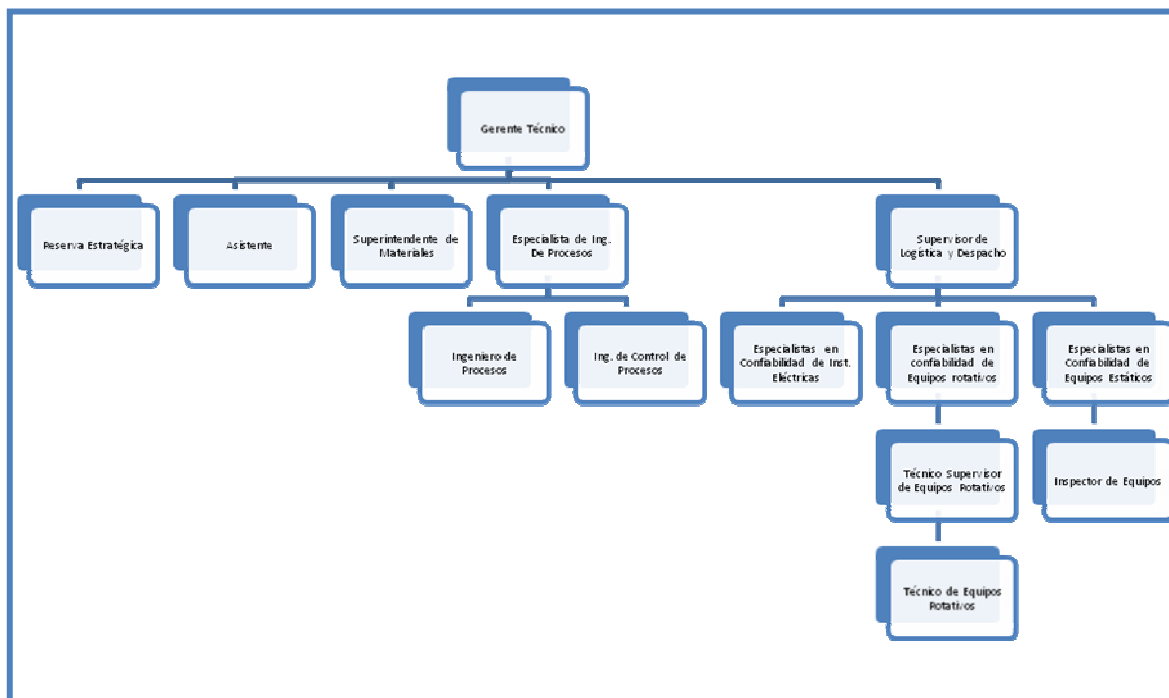 Gerente Técnico
Reserva Estratégica
Asistente
Superintendente de
Materiales
Especialista de Ing.
De Procesos
Supervisor de
Logística y Despacho
Ingeniero de
Procesos
Ing. de Control de
Procesos
Especialistas en
Confiabilidad de Inst.
Eléctricas
Especialistas en
confiabilidad de
Equipos rotativos
Especialistas en
Confiabilidad de
Equipos Estáticos
Técnico Supervisor
de Equipos Rotativos
Inspector de Equipos
Técnico de Equipos
Rotativos